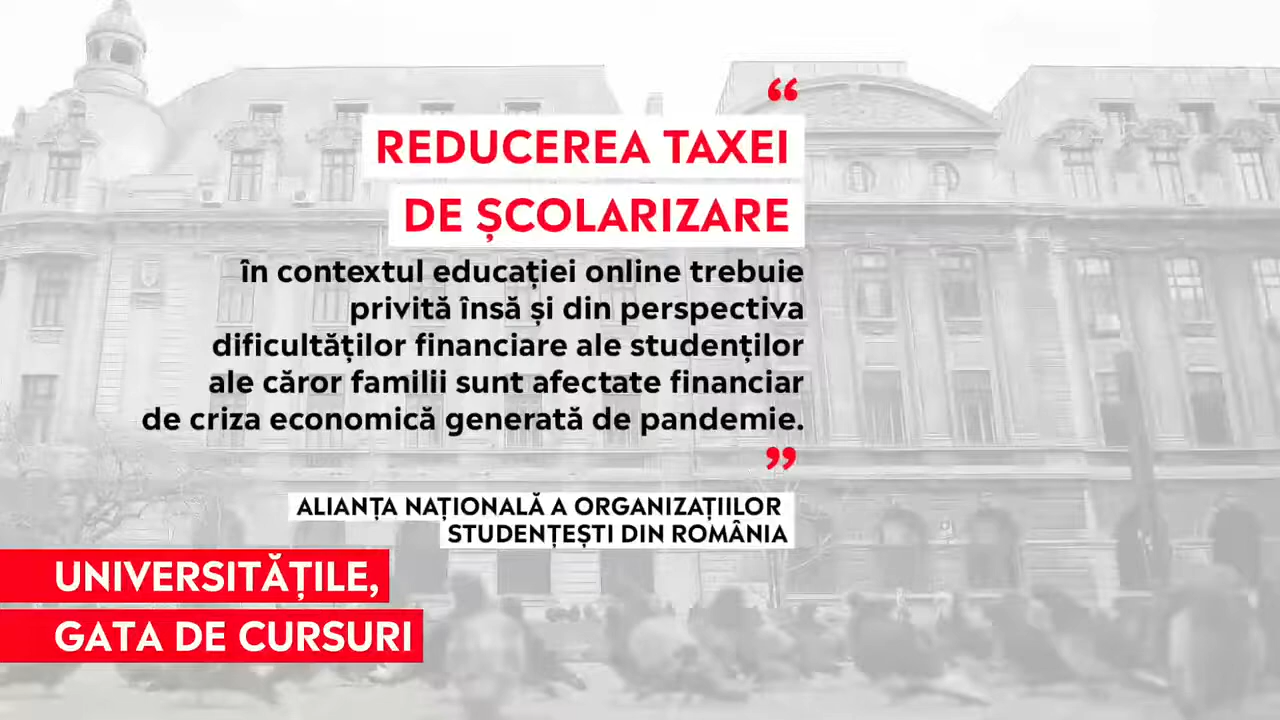 “
REDUCEREA TAXEI
DE ȘCOLARIZARE
în contextul educației online trebuie
privită însă și din perspectiva
dificultăților financiare ale studenților
ale căror familii sunt afectate financiar
de criza economică generată de pandemie.
”
ALIANȚA NAȚIONALĂ A ORGANIZAȚIILOR
STUDENȚEȘTI DIN ROMÂNIA
UNIVERSITĂȚILE,
GATA DE CURSURI